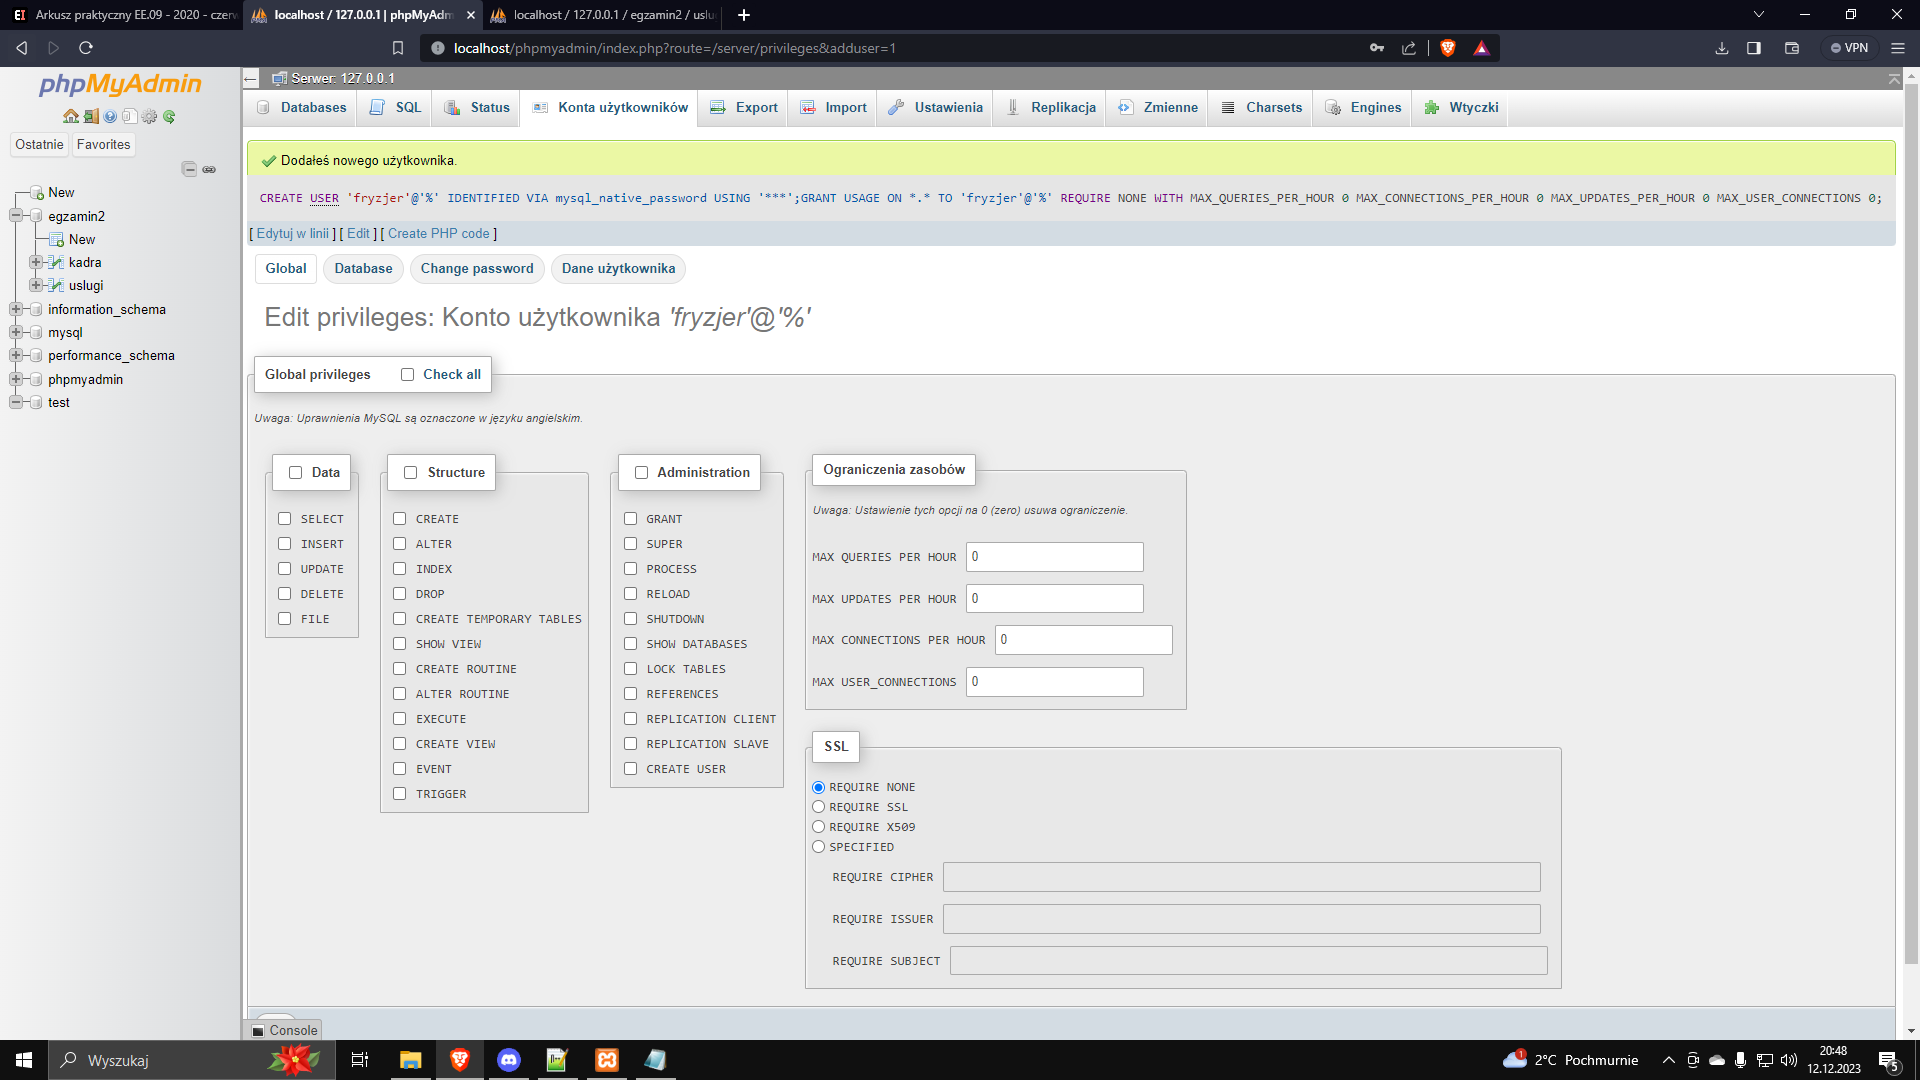 Arkusz praktyczny EE.09 - 2020 - czerw
localhost / 127.0.0.1 | phpMyAdm
localhost / 127.0.0.1 / egzamin2 / uslu
localhost/phpmyadmin/index.php?route=/server/privileges&adduser=1
VPN
phpMyAdmin
Ostatnie
Favorites
New
egzamin2
New
kadra
uslugi
information_schema
mysql
performance_schema
phpmyadmin
test
Serwer: 127.0.0.1
Databases
SQL
Status
Konta użytkowników
Export
Import
Ustawienia
Replikacja
Zmienne
Charsets
Engines
Wtyczki
Dodałeś nowego użytkownika.
CREATE USER 'fryzjer'@'%' IDENTIFIED VIA mysql_native_password USING '***';GRANT USAGE ON *.* TO 'fryzjer'@'%' REQUIRE NONE WITH MAX_QUERIES_PER_HOUR 0 MAX_CONNECTIONS_PER_HOUR 0 MAX_UPDATES_PER_HOUR 0 MAX_USER_CONNECTIONS 0;
[ Edytuj w linii ] [ Edit ] [ Create PHP code ]
Global
Database
Change password
Dane użytkownika
Edit privileges: Konto użytkownika 'fryzjer'@'%'
Global privileges
Check all
Uwaga: Uprawnienia MySQL są oznaczone w języku angielskim.
Data
SELECT
INSERT
UPDATE
DELETE
FILE
Structure
CREATE
ALTER
INDEX
DROP
CREATE TEMPORARY TABLES
SHOW VIEW
CREATE ROUTINE
ALTER ROUTINE
EXECUTE
CREATE VIEW
EVENT
TRIGGER
Administration
GRANT
SUPER
PROCESS
RELOAD
SHUTDOWN
SHOW DATABASES
LOCK TABLES
REFERENCES
REPLICATION CLIENT
REPLICATION SLAVE
CREATE USER
Ograniczenia zasobów
Uwaga: Ustawienie tych opcji na 0 (zero) usuwa ograniczenie.
MAX QUERIES PER HOUR 0
MAX UPDATES PER HOUR 0
MAX CONNECTIONS PER HOUR 0
MAX USER_CONNECTIONS 0
SSL
REQUIRE NONE
REQUIRE SSL
REQUIRE X509
SPECIFIED
REQUIRE CIPHER
REQUIRE ISSUER
REQUIRE SUBJECT
Console
Wyszukaj
1
2°C Pochmurnie
20:48
12.12.2023
5